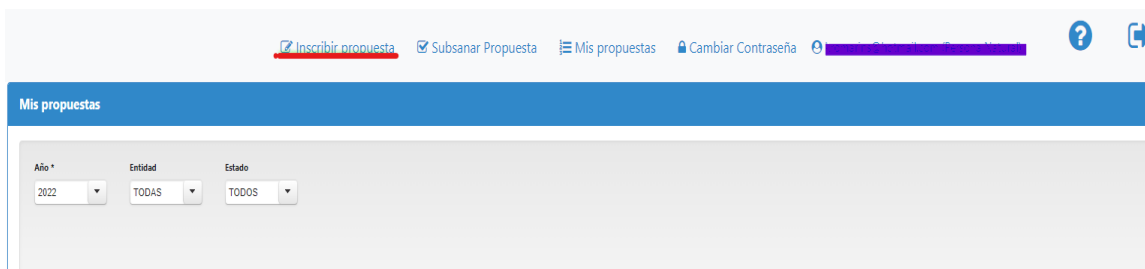 Inscribir propuesta Subsanar Propuesta Mis propuestas Cambiar Contraseña
Mis propuestas
Año * Entidad Estado
2022 TODAS TODOS